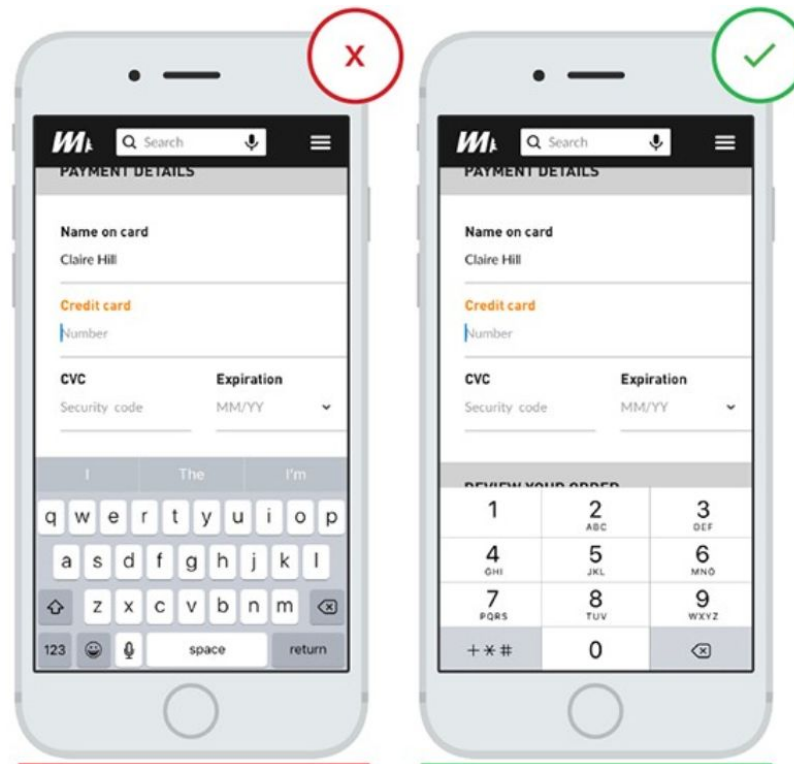 X
Search
PAYMENT DETAILS
Name on card
Claire Hill
Credit card
Number
CVC Expiration
Security code MM/YY
I The I'm
q w e r t y u i o p
a s d f g h j k l
z x c v b n m
123 space return
Search
PAYMENT DETAILS
Name on card
Claire Hill
Credit card
Number
CVC Expiration
Security code MM/YY
REVIEW YOUR ORDER
1 2 3
ABC DEF
4 5 6
GHI JKL MNO
7 8 9
PQRS TUV WXYZ
+ * # 0